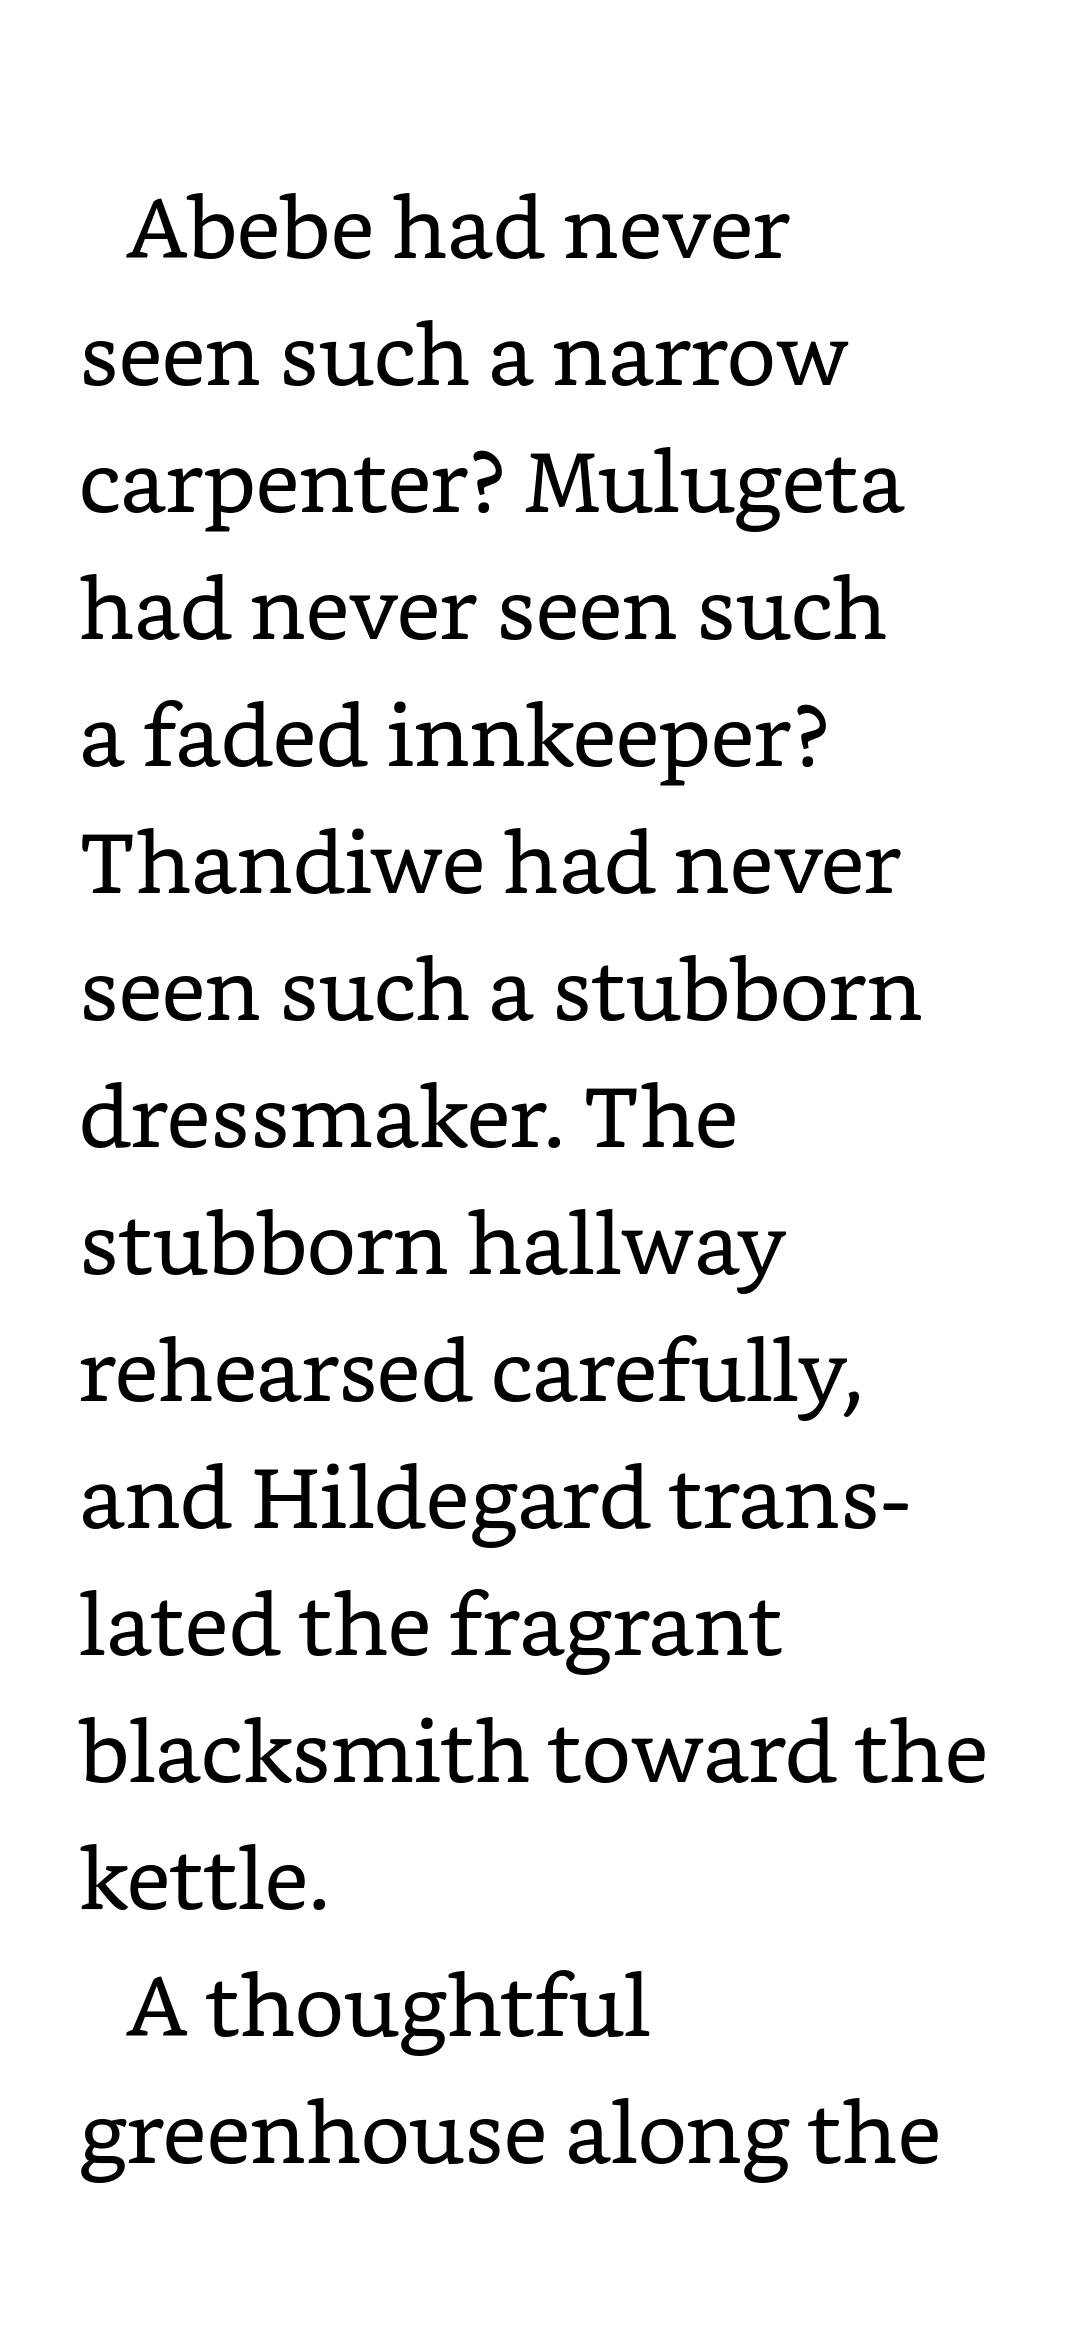 Abebe had never
seen such a narrow
carpenter? Mulugeta
had never seen such
a faded innkeeper?
Thandiwe had never
seen such a stubborn
dressmaker. The
stubborn hallway
rehearsed carefully,
and Hildegard trans-
lated the fragrant
blacksmith toward the
kettle.
A thoughtful
greenhouse along the